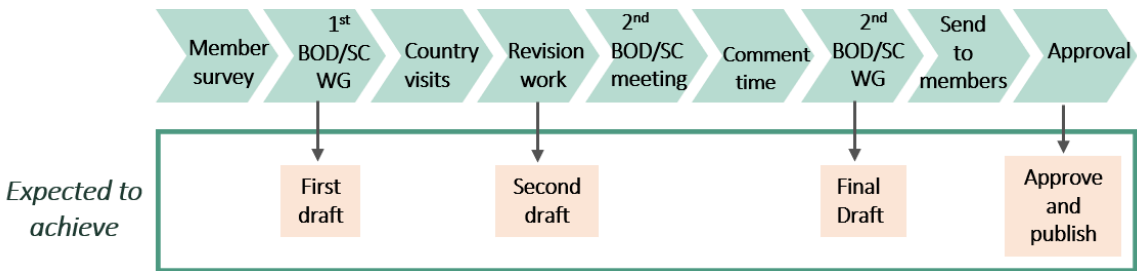 Member
survey
1st
BOD/SC
WG
Country
visits
Revision
work
2nd
BOD/SC
meeting
Comment
time
2nd
BOD/SC
WG
Send
to
members
Approval
Expected to
achieve
First
draft
Second
draft
Final
Draft
Approve
and
publish